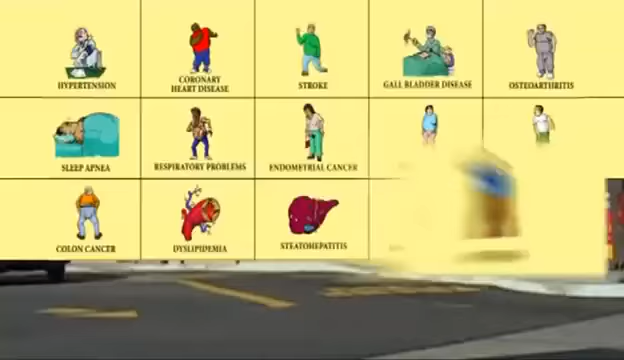 HYPERTENSION
CORONARY
HEART DISEASE
STROKE
GALL BLADDER DISEASE
OSTEOARTHRITIS
SLEEP APNEA
RESPIRATORY PROBLEMS
ENDOMETRIAL CANCER
COLON CANCER
DYSLIPIDEMIA
STEATOHEPATITIS